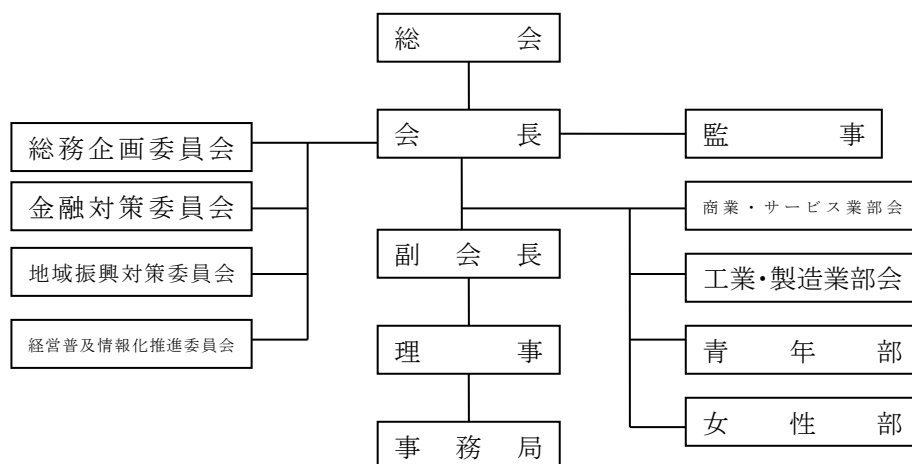 総会
会長
監事
総務企画委員会
金融対策委員会
地域振興対策委員会
経営普及情報化推進委員会
副会長
理事
事務局
商業・サービス業部会
工業・製造業部会
青年部
女性部